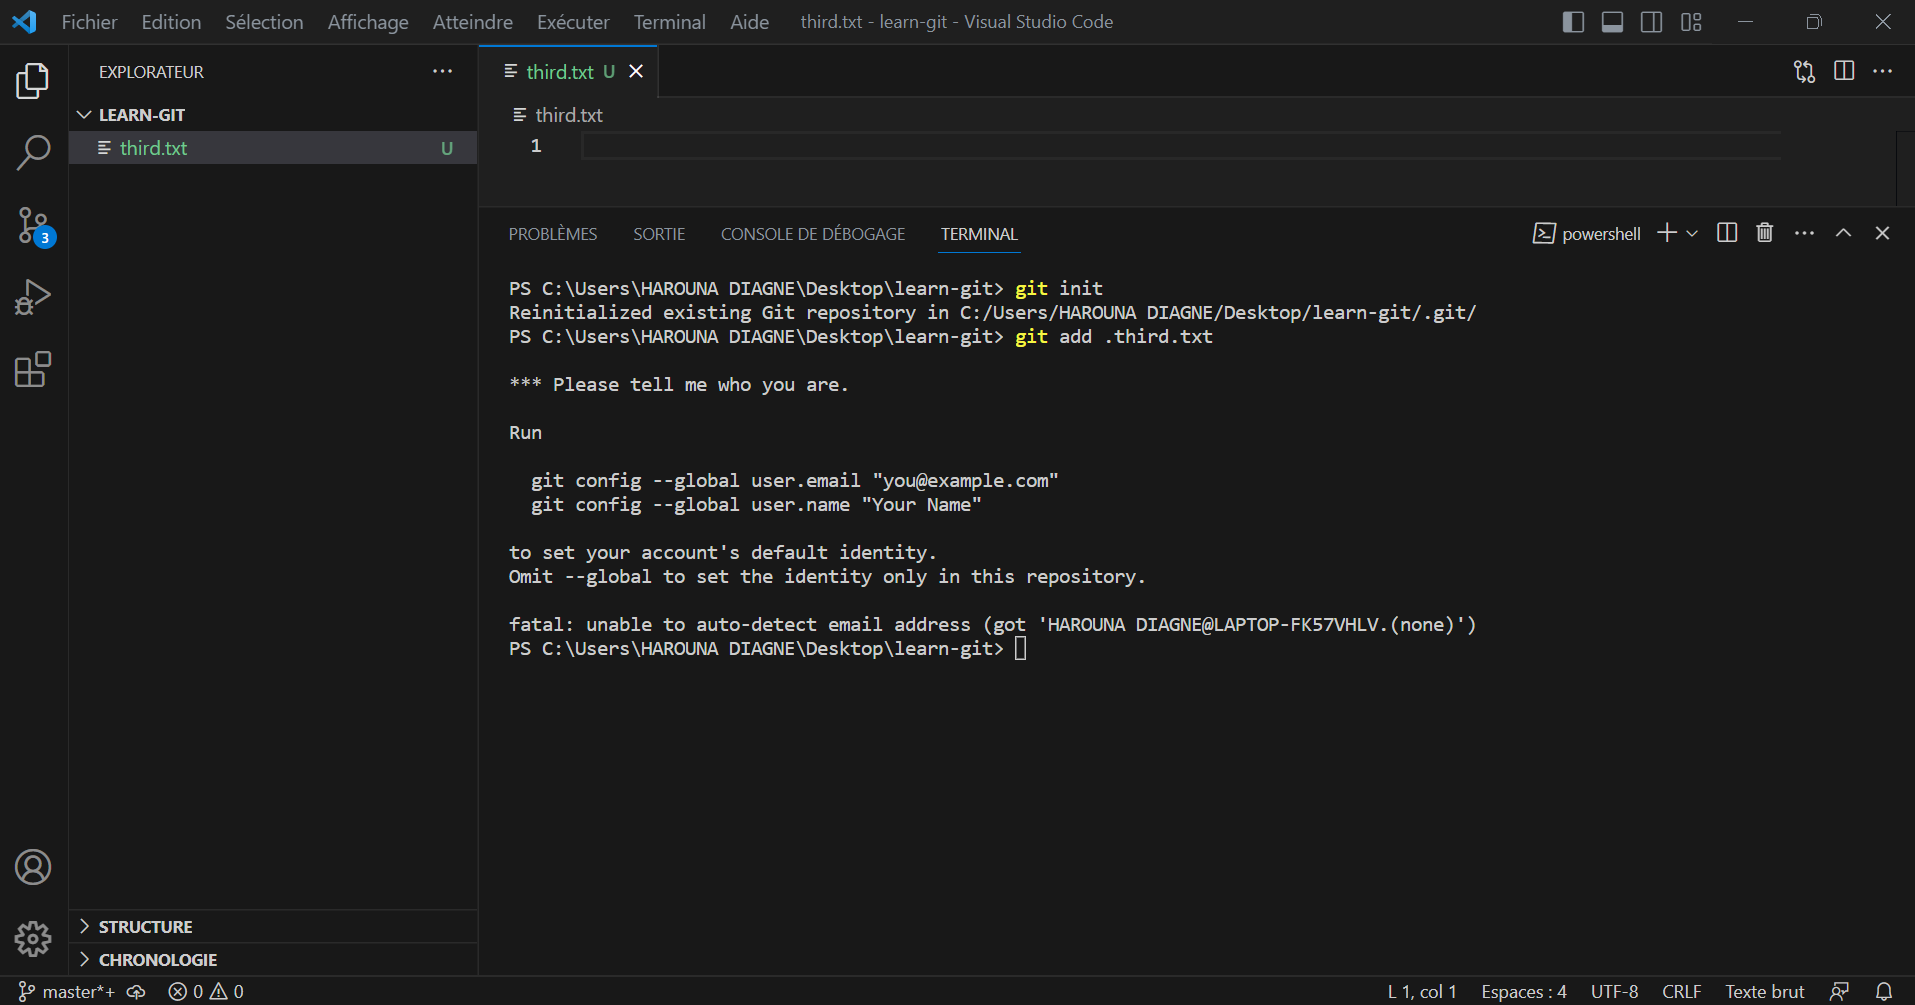 Fichier Edition Sélection Affichage Atteindre Exécuter Terminal Aide third.txt - learn-git - Visual Studio Code
EXPLORATEUR
LEARN-GIT
third.txt U
3
third.txt U
third.txt
1
PROBLÈMES SORTIE CONSOLE DE DÉBOGAGE TERMINAL powershell
PS C:\Users\HAROUNA DIAGNE\Desktop\learn-git> git init
Reinitialized existing Git repository in C:/Users/HAROUNA DIAGNE/Desktop/learn-git/.git/
PS C:\Users\HAROUNA DIAGNE\Desktop\learn-git> git add .third.txt
*** Please tell me who you are.
Run
git config --global user.email "you@example.com"
git config --global user.name "Your Name"
to set your account's default identity.
Omit --global to set the identity only in this repository.
fatal: unable to auto-detect email address (got 'HAROUNA DIAGNE@LAPTOP-FK57VHLV.(none)')
PS C:\Users\HAROUNA DIAGNE\Desktop\learn-git>
STRUCTURE
CHRONOLOGIE
master*+ 0 0 L 1, col 1 Espaces : 4 UTF-8 CRLF Texte brut